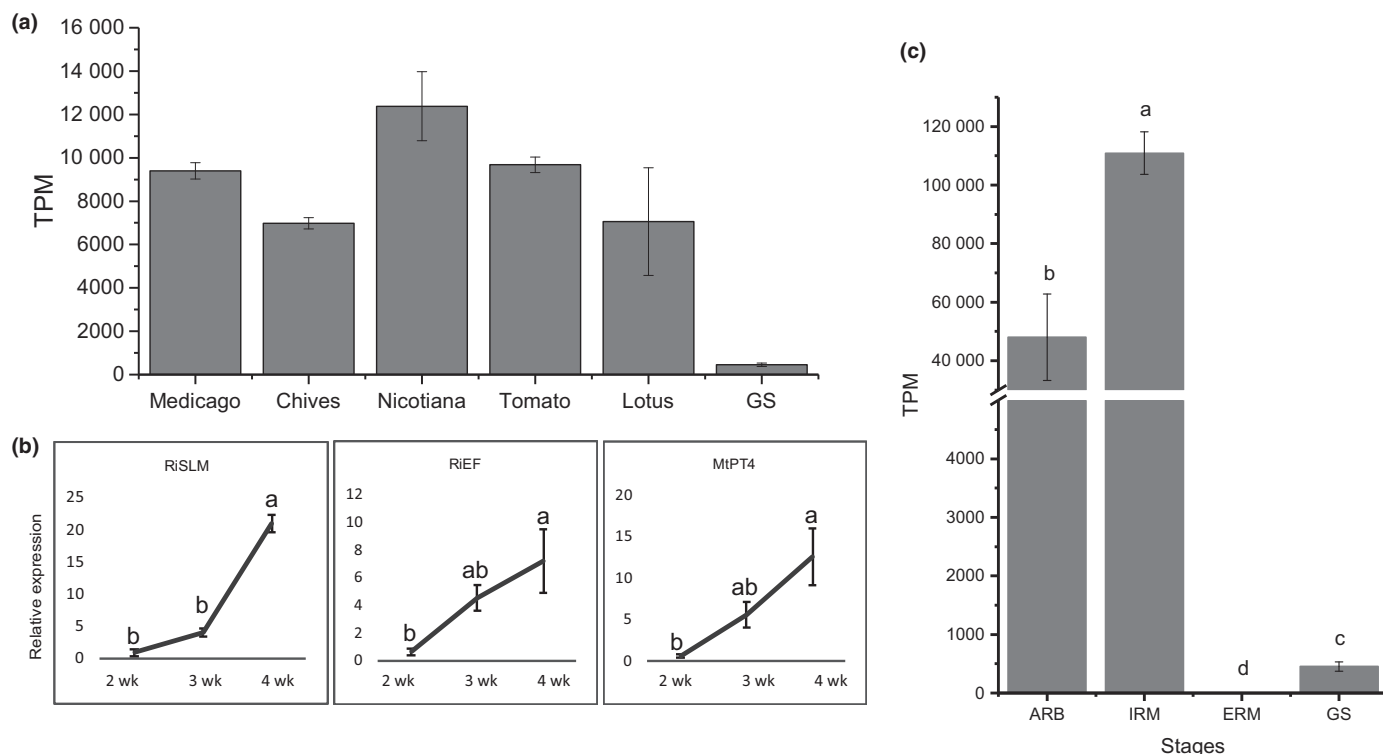 (a)
16 000
14 000
12 000
10 000
8000
6000
4000
2000
0
TPM
Medicago Chives Nicotiana Tomato Lotus GS
(b)
RiSLM
25
20
15
10
5
0
Relative expression
b b a
2 wk 3 wk 4 wk
RiEF
12
10
8
6
4
2
0
b ab a
2 wk 3 wk 4 wk
MtPT4
20
15
10
5
0
b ab a
2 wk 3 wk 4 wk
(c)
120 000
100 000
80 000
60 000
40 000
4000
3000
2000
1000
0
TPM
b a d c
ARB IRM ERM GS
Stages